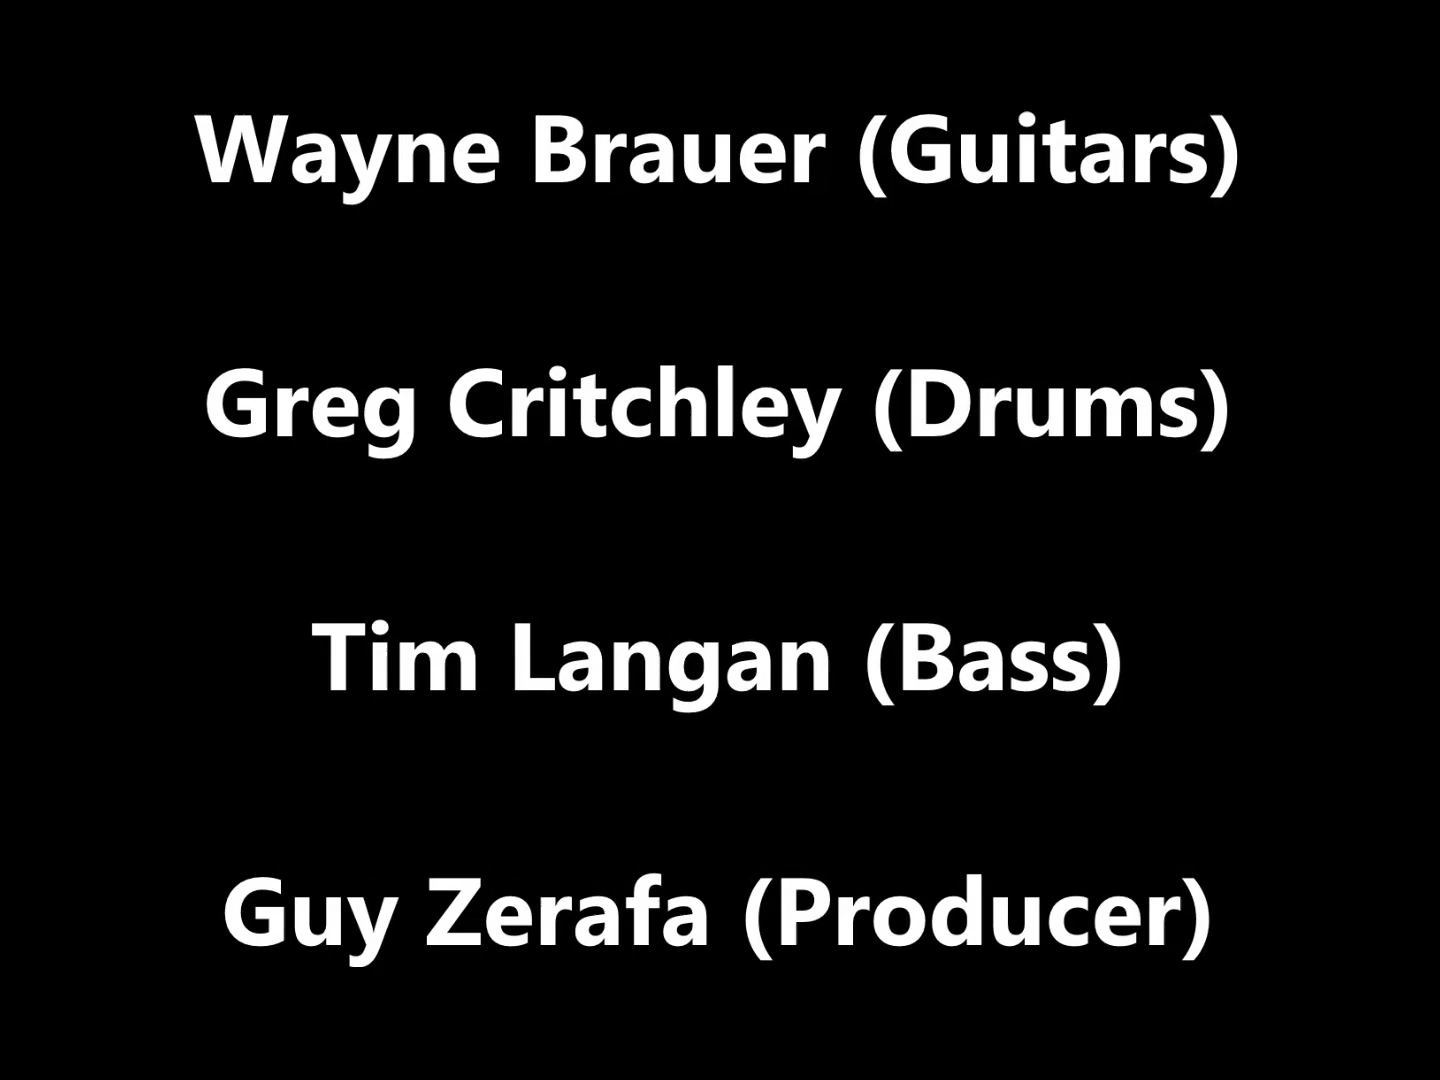 Wayne Brauer (Guitars)
Greg Critchley (Drums)
Tim Langan (Bass)
Guy Zerafa (Producer)